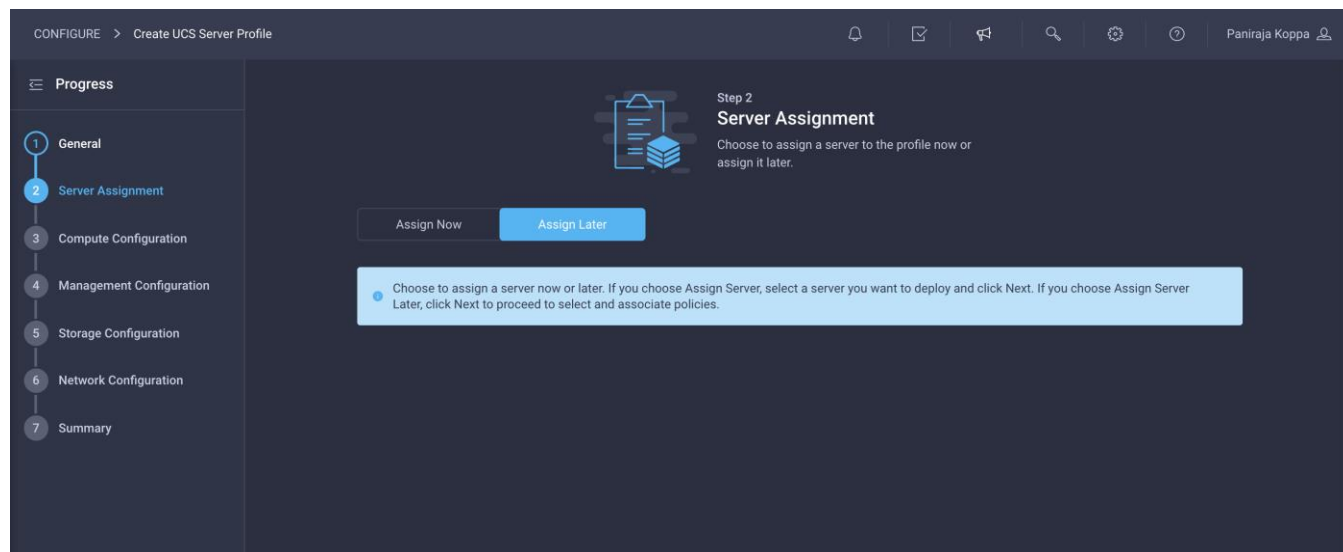 CONFIGURE > Create UCS Server Profile
Paniraja Koppa
Progress
1 General
2 Server Assignment
3 Compute Configuration
4 Management Configuration
5 Storage Configuration
6 Network Configuration
7 Summary
Step 2
Server Assignment
Choose to assign a server to the profile now or
assign it later.
Assign Now
Assign Later
Choose to assign a server now or later. If you choose Assign Server, select a server you want to deploy and click Next. If you choose Assign Server
Later, click Next to proceed to select and associate policies.